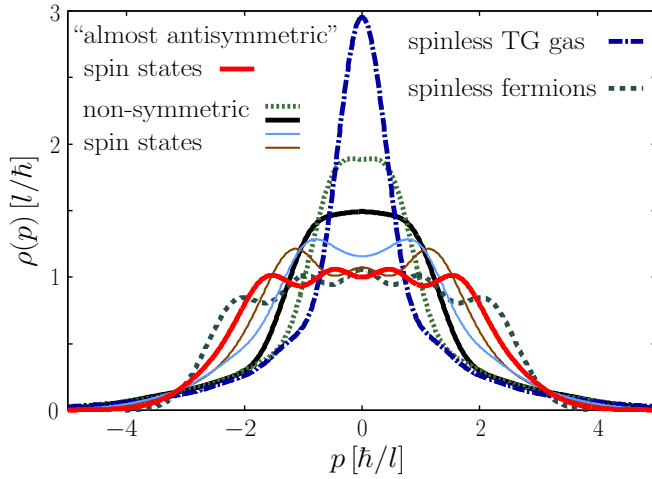 “almost antisymmetric”
spin states
non-symmetric
spin states
spinless TG gas
spinless fermions
3
2
1
0
ρ(p) [l/ħ]
−4 −2 0 2 4
p [ħ/l]